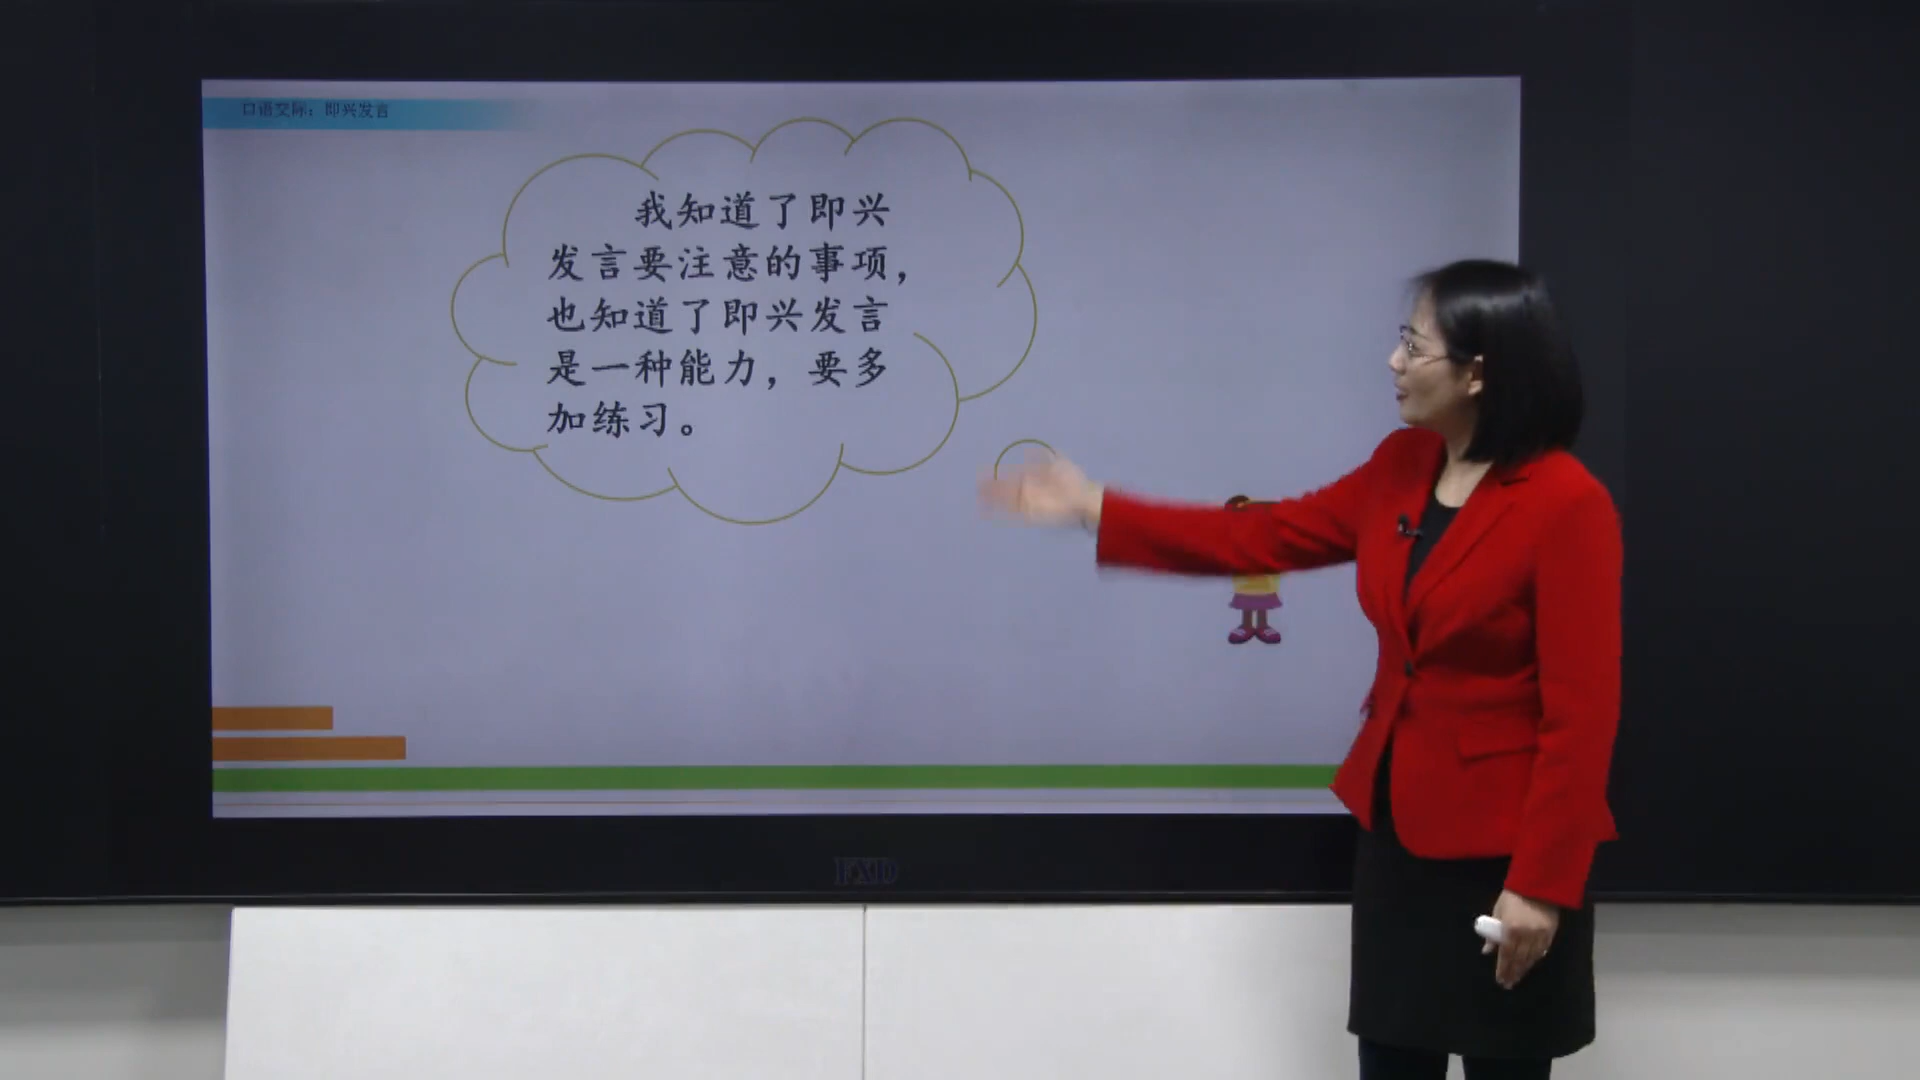 口语交际：即兴发言
我知道了即兴
发言要注意的事项，
也知道了即兴发言
是一种能力，要多
加练习。
FXD